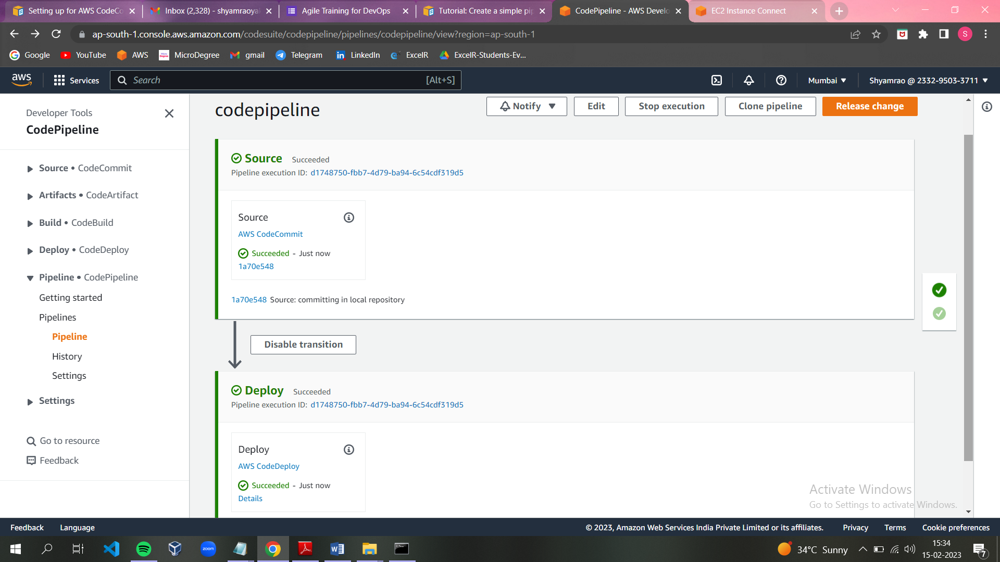 Setting up for AWS CodeCo
Inbox (2,328) - shyamraoyal
Agile Training for DevOps
Tutorial: Create a simple pip
CodePipeline - AWS Develo
EC2 Instance Connect
ap-south-1.console.aws.amazon.com/codesuite/codepipeline/pipelines/codepipeline/view?region=ap-south-1
S
Google
YouTube
AWS
MicroDegree
gmail
Telegram
LinkedIn
ExcelR
ExcelR-Students-Ev...
aws
Services
Search
[Alt+S]
Mumbai
Shyamrao @ 2332-9503-3711
Developer Tools
CodePipeline
Source • CodeCommit
Artifacts • CodeArtifact
Build • CodeBuild
Deploy • CodeDeploy
Pipeline • CodePipeline
Getting started
Pipelines
Pipeline
History
Settings
Settings
Go to resource
Feedback
codepipeline
Notify
Edit
Stop execution
Clone pipeline
Release change
Source Succeeded
Pipeline execution ID: d1748750-fbb7-4d79-ba94-6c54cdf319d5
Source
AWS CodeCommit
Succeeded - Just now
1a70e548
1a70e548 Source: committing in local repository
Disable transition
Deploy Succeeded
Pipeline execution ID: d1748750-fbb7-4d79-ba94-6c54cdf319d5
Deploy
AWS CodeDeploy
Succeeded - Just now
Details
Activate Windows
Go to Settings to activate Windows.
Feedback
Language
© 2023, Amazon Web Services India Private Limited or its affiliates.
Privacy
Terms
Cookie preferences
zoom
34°C Sunny
15:34
15-02-2023
7